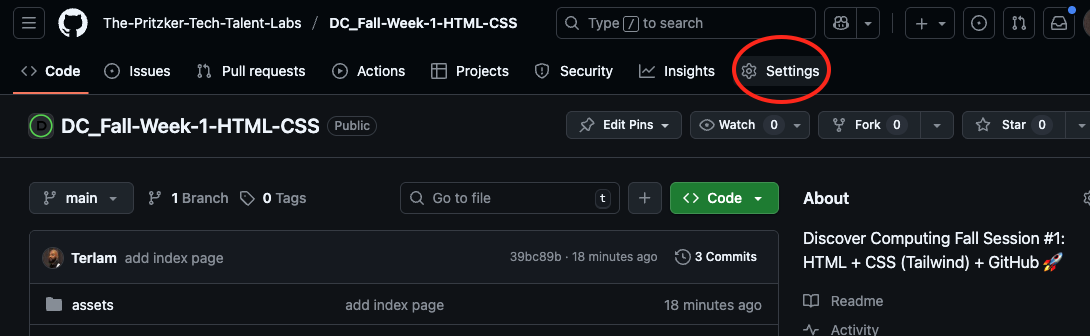 The-Pritzker-Tech-Talent-Labs / DC_Fall-Week-1-HTML-CSS
Type / to search
Code Issues Pull requests Actions Projects Security Insights Settings
DC_Fall-Week-1-HTML-CSS Public
Edit Pins Watch 0 Fork 0 Star 0
main 1 Branch 0 Tags Go to file t Code
About
Discover Computing Fall Session #1:
HTML + CSS (Tailwind) + GitHub 🚀
Terlam add index page 39bc89b · 18 minutes ago 3 Commits
assets add index page 18 minutes ago
Readme
Activity